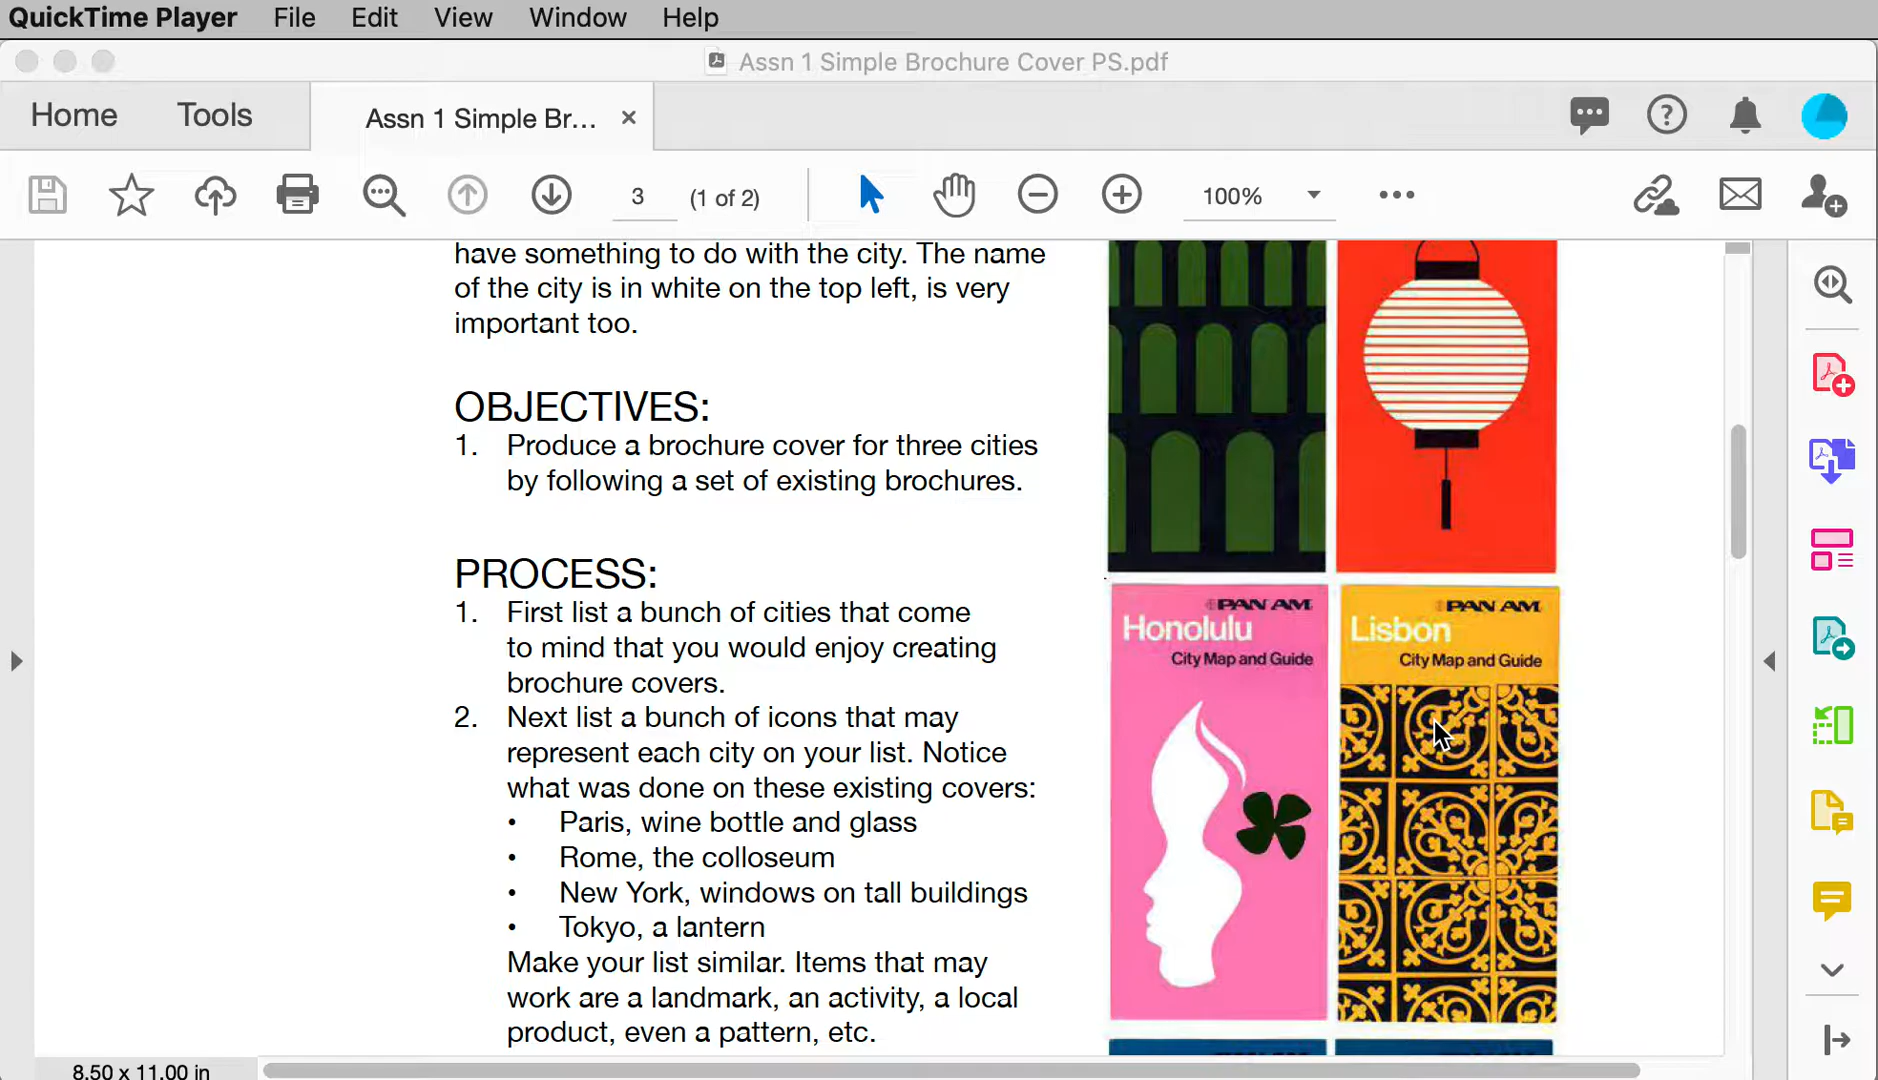 QuickTime Player File Edit View Window Help
Assn 1 Simple Brochure Cover PS.pdf
Home Tools Assn 1 Simple Br... ×
3 (1 of 2) 100%
have something to do with the city. The name
of the city is in white on the top left, is very
important too.
OBJECTIVES:
1. Produce a brochure cover for three cities
by following a set of existing brochures.
PROCESS:
1. First list a bunch of cities that come
to mind that you would enjoy creating
brochure covers.
2. Next list a bunch of icons that may
represent each city on your list. Notice
what was done on these existing covers:
• Paris, wine bottle and glass
• Rome, the colloseum
• New York, windows on tall buildings
• Tokyo, a lantern
Make your list similar. Items that may
work are a landmark, an activity, a local
product, even a pattern, etc.
PAN AM
Honolulu
City Map and Guide
PAN AM
Lisbon
City Map and Guide
8.50 x 11.00 in